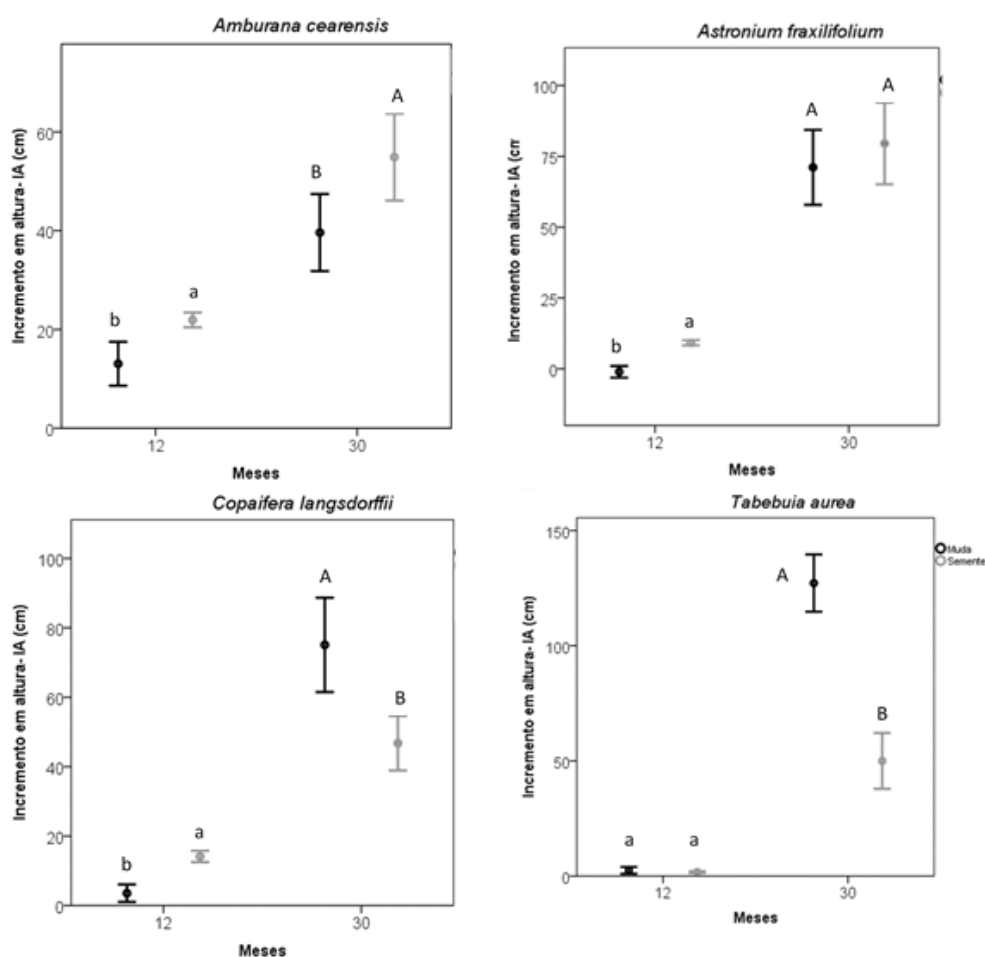 Amburana cearensis
Incremento em altura- IA (cm)
60
40
20
0
b
a
B
A
12
30
Meses
Astronium fraxilifolium
Incremento em altura- IA (cm
100
75
50
25
0
b
a
A
A
12
30
Meses
Copaifera langsdorffii
Incremento em altura- IA (cm)
100
80
60
40
20
0
b
a
A
B
12
30
Meses
Tabebuia aurea
Incremento em altura- IA (cm)
150
100
50
0
a
a
A
B
12
30
Meses
Muda
Semente